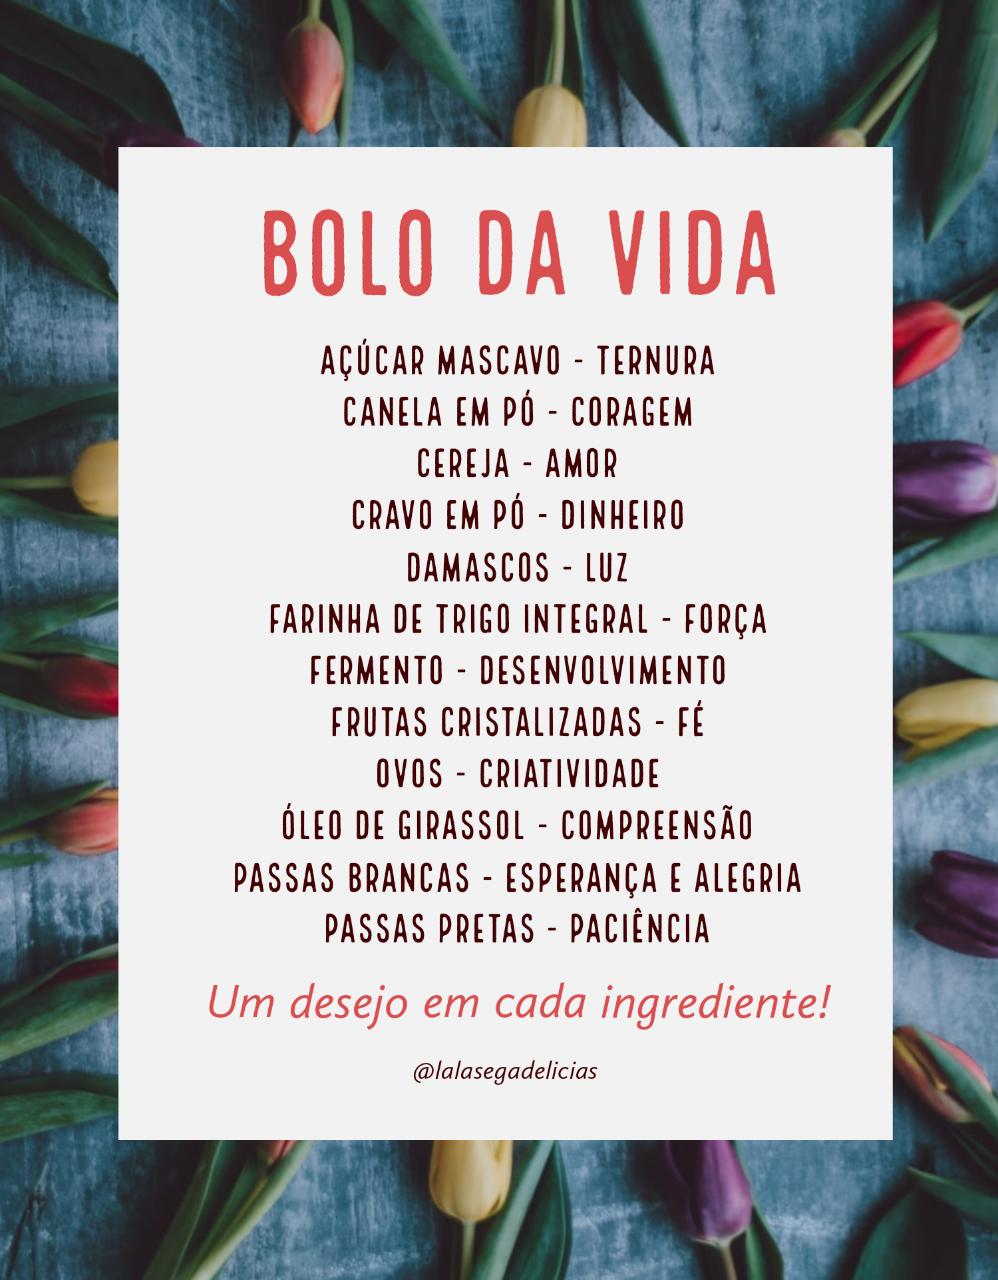 BOLO DA VIDA
AÇÚCAR MASCAVO - TERNURA
CANELA EM PÓ - CORAGEM
CEREJA - AMOR
CRAVO EM PÓ - DINHEIRO
DAMASCOS - LUZ
FARINHA DE TRIGO INTEGRAL - FORÇA
FERMENTO - DESENVOLVIMENTO
FRUTAS CRISTALIZADAS - FÉ
OVOS - CRIATIVIDADE
ÓLEO DE GIRASSOL - COMPREENSÃO
PASSAS BRANCAS - ESPERANÇA E ALEGRIA
PASSAS PRETAS - PACIÊNCIA
Um desejo em cada ingrediente!
@lalasegadelicias